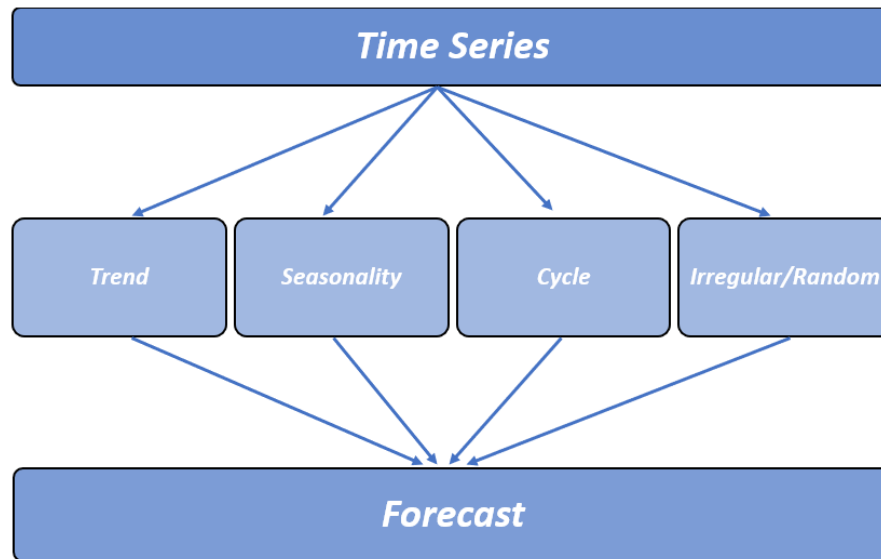 Time Series
Trend
Seasonality
Cycle
Irregular/Random
Forecast